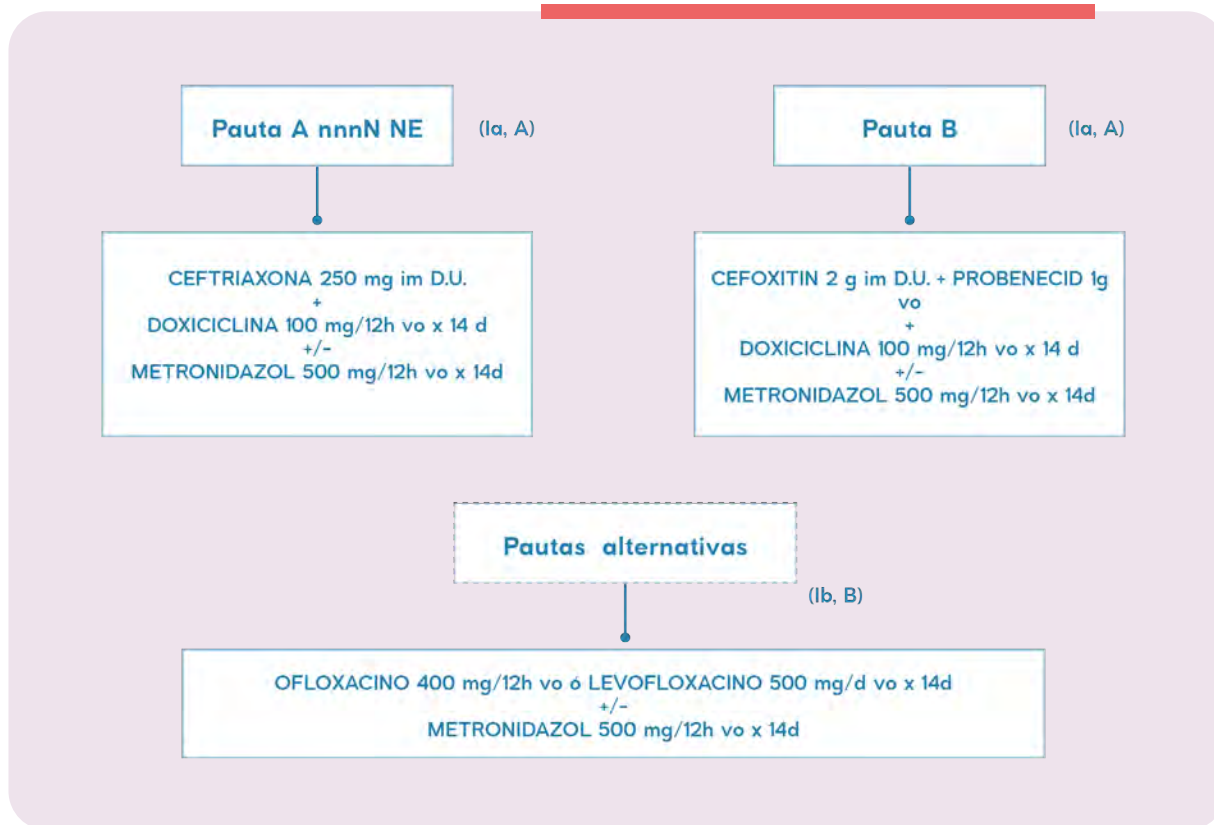 Pauta A nnnN NE
(Ia, A)
CEFTRIAXONA 250 mg im D.U.
+
DOXICICLINA 100 mg/12h vo x 14 d
+/-
METRONIDAZOL 500 mg/12h vo x 14d
Pauta B
(Ia, A)
CEFOXITIN 2 g im D.U. + PROBENECID 1g
vo
+
DOXICICLINA 100 mg/12h vo x 14 d
+/-
METRONIDAZOL 500 mg/12h vo x 14d
Pautas alternativas
(Ib, B)
OFLOXACINO 400 mg/12h vo ó LEVOFLOXACINO 500 mg/d vo x 14d
+/-
METRONIDAZOL 500 mg/12h vo x 14d